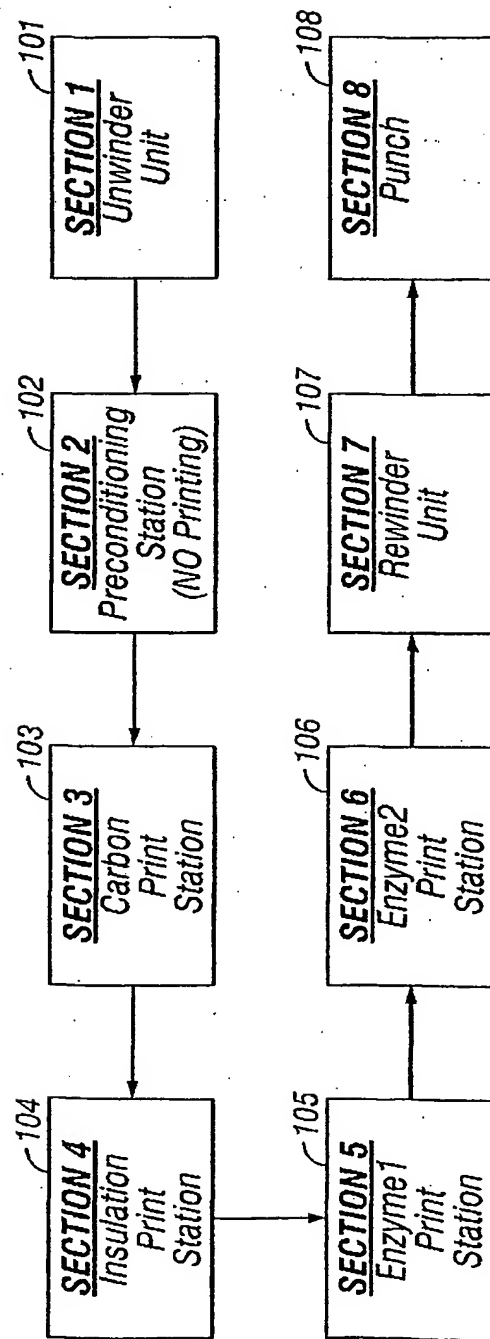 101
SECTION 1
Unwinder
Unit
102
SECTION 2
Preconditioning
Station
(NO Printing)
103
SECTION 3
Carbon
Print
Station
104
SECTION 4
Insulation
Print
Station
105
SECTION 5
Enzyme1
Print
Station
106
SECTION 6
Enzyme2
Print
Station
107
SECTION 7
Rewinder
Unit
108
SECTION 8
Punch